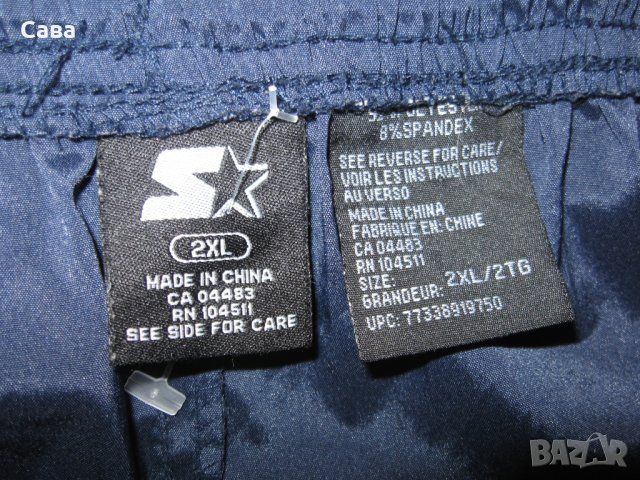 Сава
2XL
MADE IN CHINA
CA 04483
RN 104511
SEE SIDE FOR CARE
8%SPANDEX
SEE REVERSE FOR CARE/
VOIR LES INSTRUCTIONS
AU VERSO
MADE IN CHINA
FABRIQUE EN: CHINE
CA 04483
RN 104511
SIZE: 2XL/2TG
GRANDEUR:
UPC: 77338919750
BAZAR